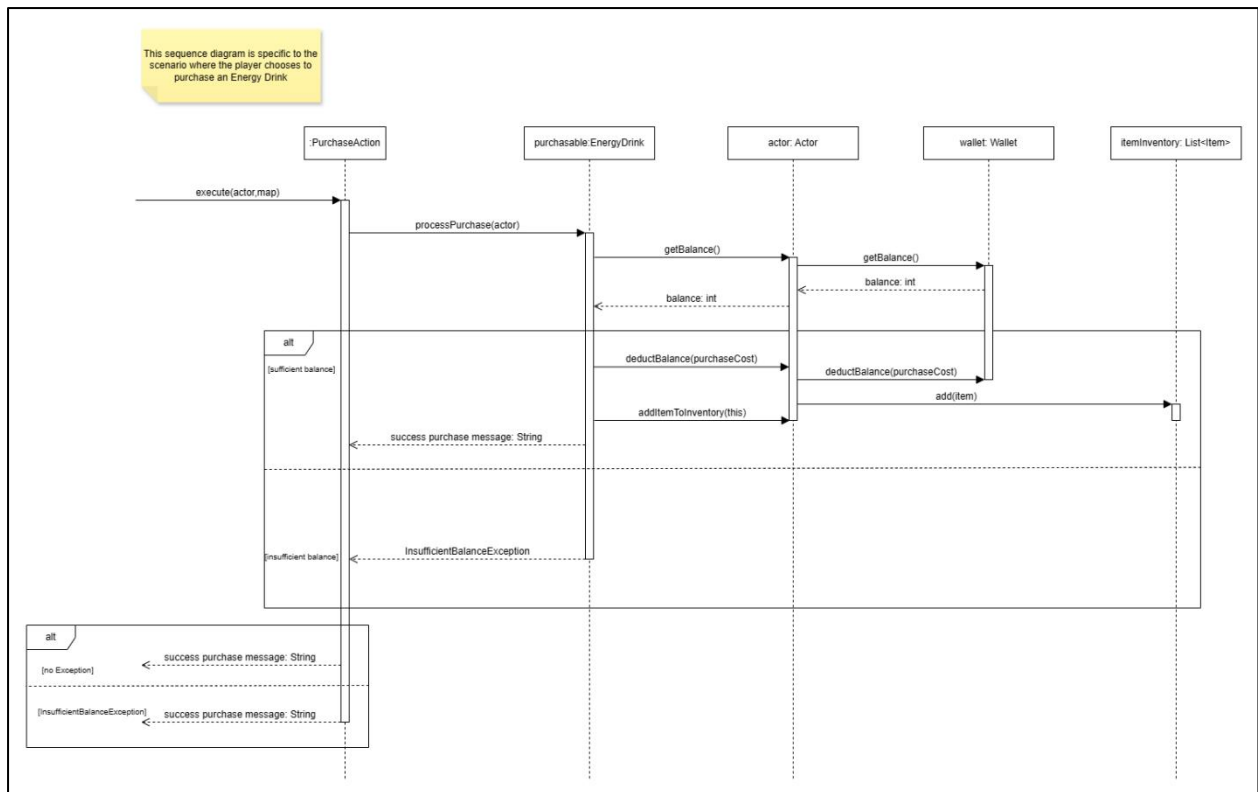 This sequence diagram is specific to the
scenario where the player chooses to
purchase an Energy Drink
:PurchaseAction
purchasable:EnergyDrink
actor: Actor
wallet: Wallet
itemInventory: List<Item>
execute(actor,map)
processPurchase(actor)
getBalance()
getBalance()
balance: int
balance: int
alt
[sufficient balance]
deductBalance(purchaseCost)
deductBalance(purchaseCost)
add(item)
addItemToInventory(this)
success purchase message: String
[insufficient balance]
InsufficientBalanceException
alt
success purchase message: String
[no Exception]
[InsufficientBalanceException]
success purchase message: String